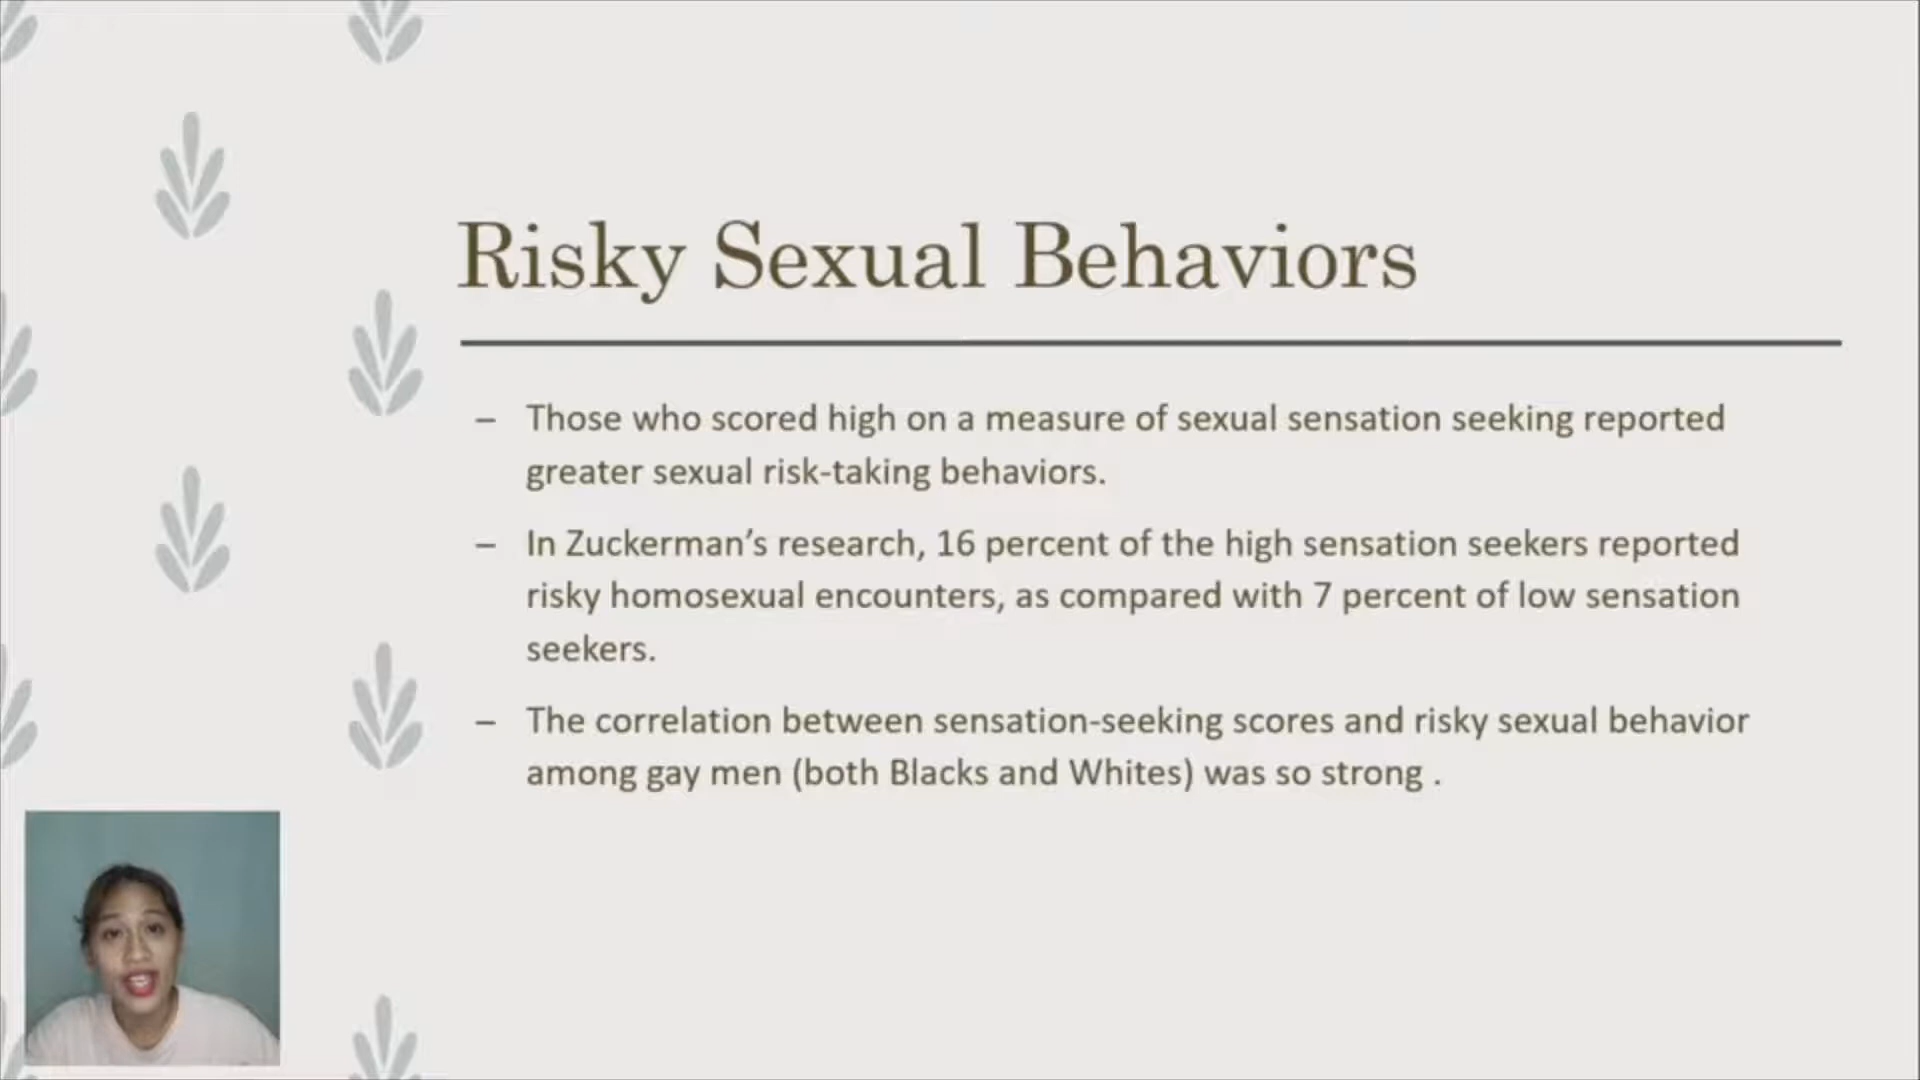 Risky Sexual Behaviors
– Those who scored high on a measure of sexual sensation seeking reported
greater sexual risk-taking behaviors.
– In Zuckerman’s research, 16 percent of the high sensation seekers reported
risky homosexual encounters, as compared with 7 percent of low sensation
seekers.
– The correlation between sensation-seeking scores and risky sexual behavior
among gay men (both Blacks and Whites) was so strong .